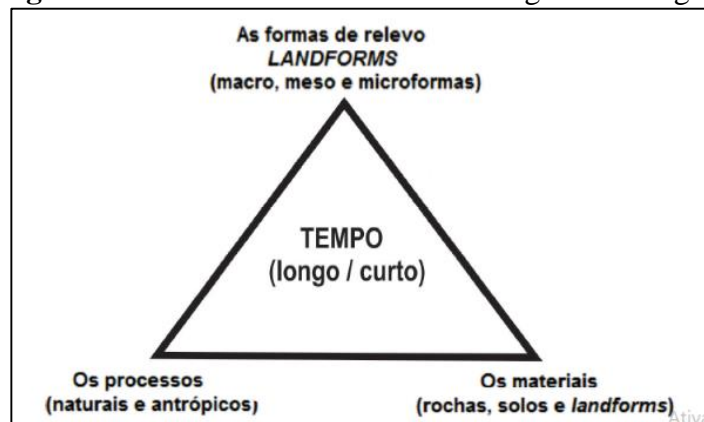 As formas de relevo
LANDFORMS
(macro, meso e microformas)
TEMPO
(longo / curto)
Os processos
(naturais e antrópicos)
Os materiais
(rochas, solos e landforms)
Ativa